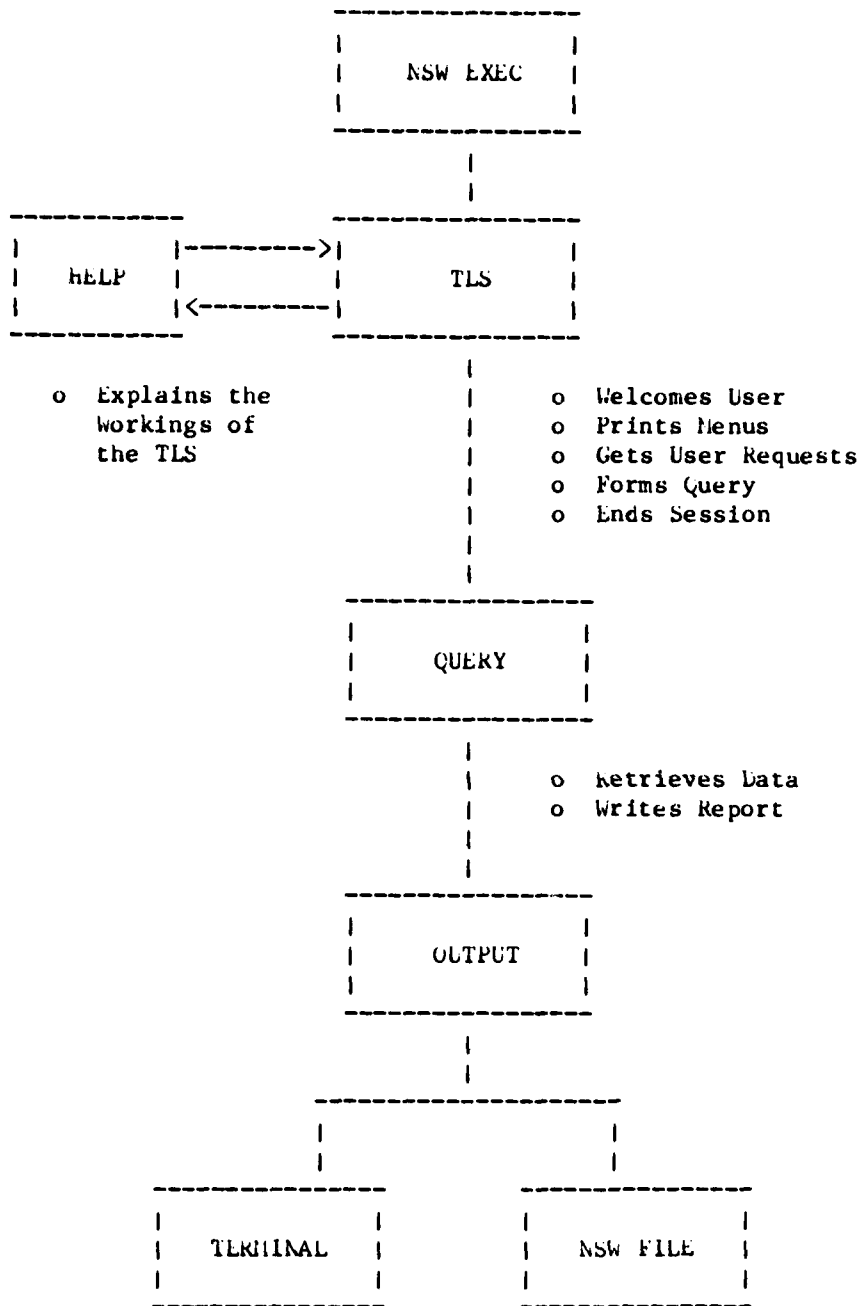 NSW EXEC
HELP
TLS
o Explains the
Workings of
the TLS
o Welcomes User
o Prints Menus
o Gets User Requests
o Forms Query
o Ends Session
QUERY
o Retrieves Data
o Writes Report
OUTPUT
TERMINAL
NSW FILE